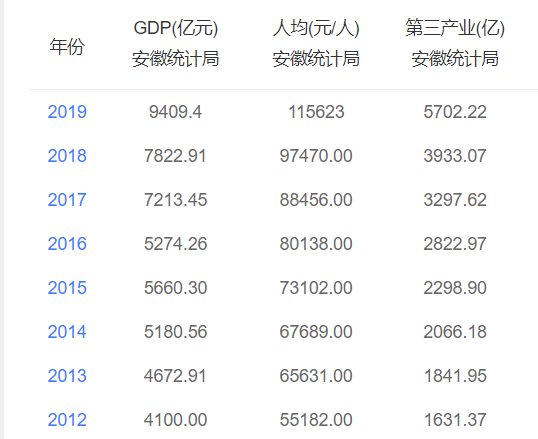 年份 GDP(亿元) 人均(元/人) 第三产业(亿)
安徽统计局 安徽统计局 安徽统计局
2019 9409.4 115623 5702.22
2018 7822.91 97470.00 3933.07
2017 7213.45 88456.00 3297.62
2016 5274.26 80138.00 2822.97
2015 5660.30 73102.00 2298.90
2014 5180.56 67689.00 2066.18
2013 4672.91 65631.00 1841.95
2012 4100.00 55182.00 1631.37